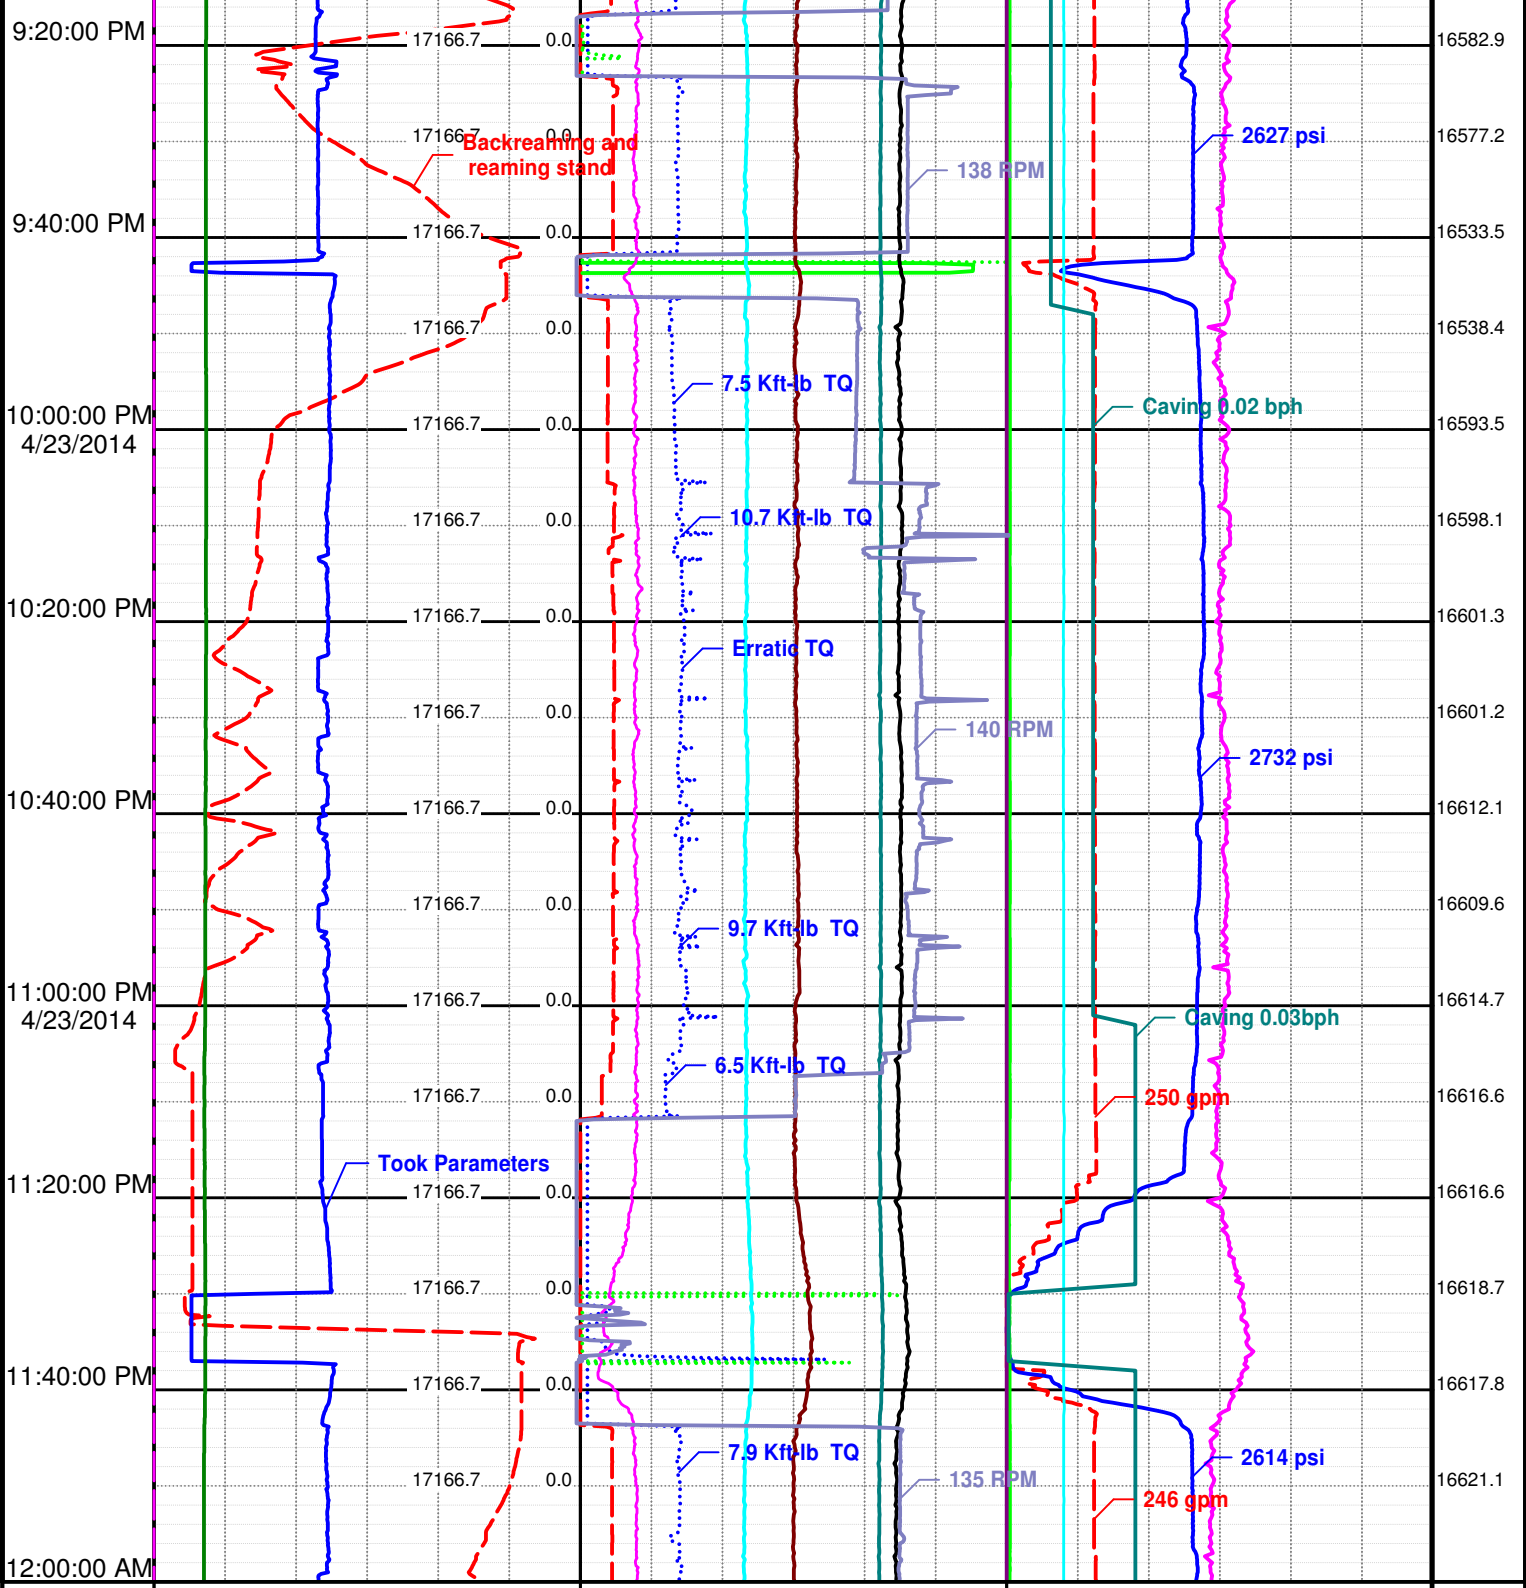 9:20:00 PM 17166.7 0.0 16582.9
17166.7 0.0 2627 psi 16577.2
Backreaming and
reaming stand
138 RPM
9:40:00 PM 17166.7 0.0 16533.5
17166.7 0.0 16538.4
7.5 Kft-lb TQ
Caving 0.02 bph
10:00:00 PM 17166.7 0.0 16593.5
4/23/2014
10.7 Kft-lb TQ
17166.7 0.0 16598.1
10:20:00 PM 17166.7 0.0 16601.3
Erratic TQ
17166.7 0.0 16601.2
140 RPM
2732 psi
10:40:00 PM 17166.7 0.0 16612.1
17166.7 0.0 16609.6
9.7 Kft-lb TQ
11:00:00 PM 17166.7 0.0 16614.7
4/23/2014
Caving 0.03bph
6.5 Kft-lb TQ
17166.7 0.0 250 gpm 16616.6
Took Parameters
11:20:00 PM 17166.7 0.0 16616.6
17166.7 0.0 16618.7
11:40:00 PM 17166.7 0.0 16617.8
7.9 Kft-lb TQ
2614 psi
17166.7 0.0 135 RPM 16621.1
246 gpm
12:00:00 AM